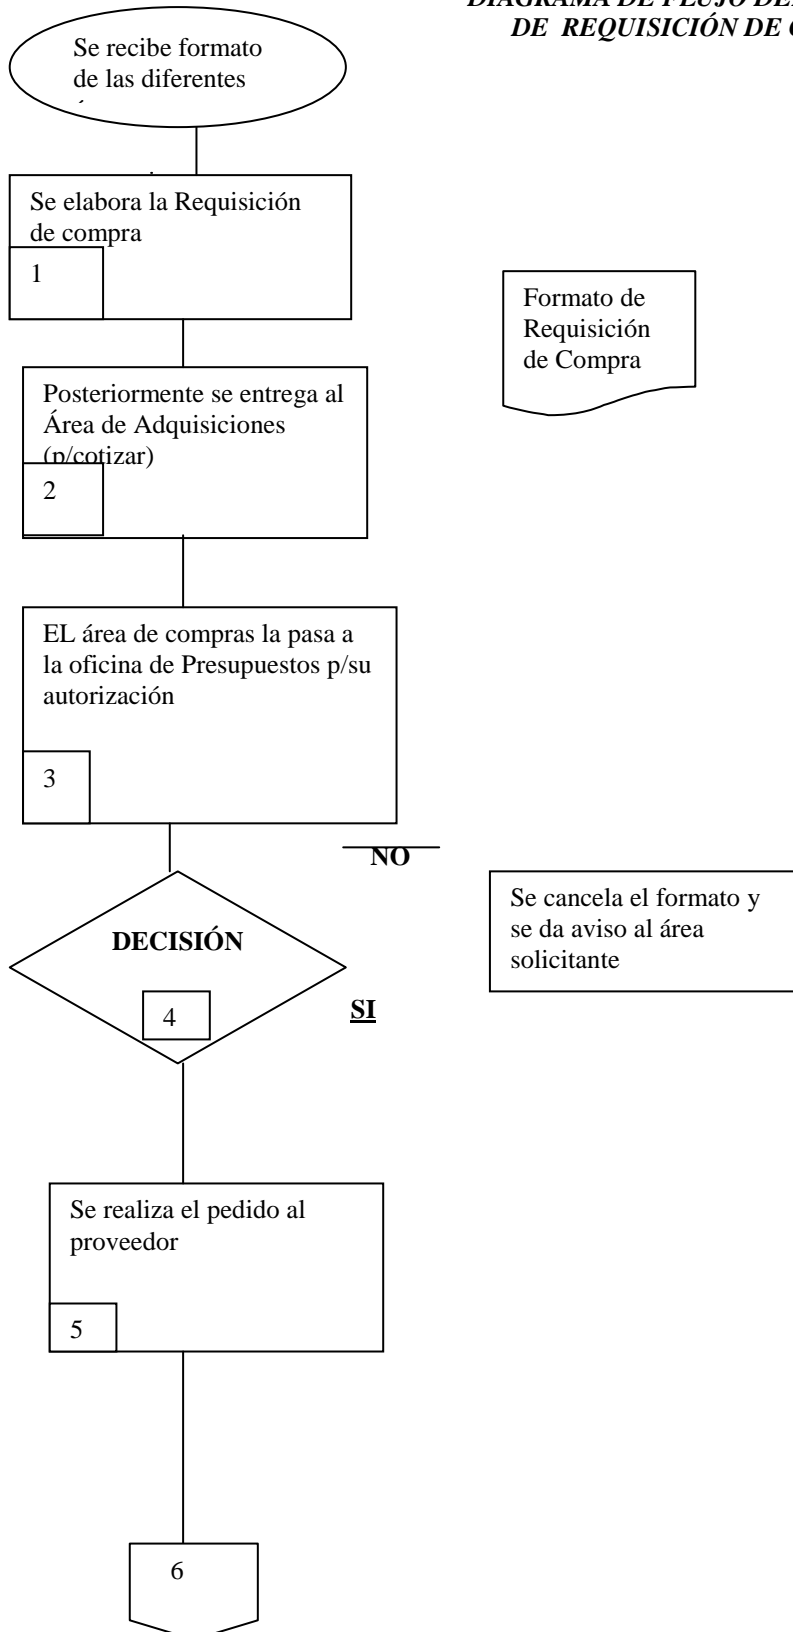 DIAGRAMA DE FLUJO
DE REQUISICIÓN DE
Se recibe formato
de las diferentes
Se elabora la Requisición
de compra
1
Formato de
Requisición
de Compra
Posteriormente se entrega al
Área de Adquisiciones
(p/cotizar)
2
EL área de compras la pasa a
la oficina de Presupuestos p/su
autorización
3
NO
Se cancela el formato y
se da aviso al área
solicitante
DECISIÓN
4
SI
Se realiza el pedido al
proveedor
5
6